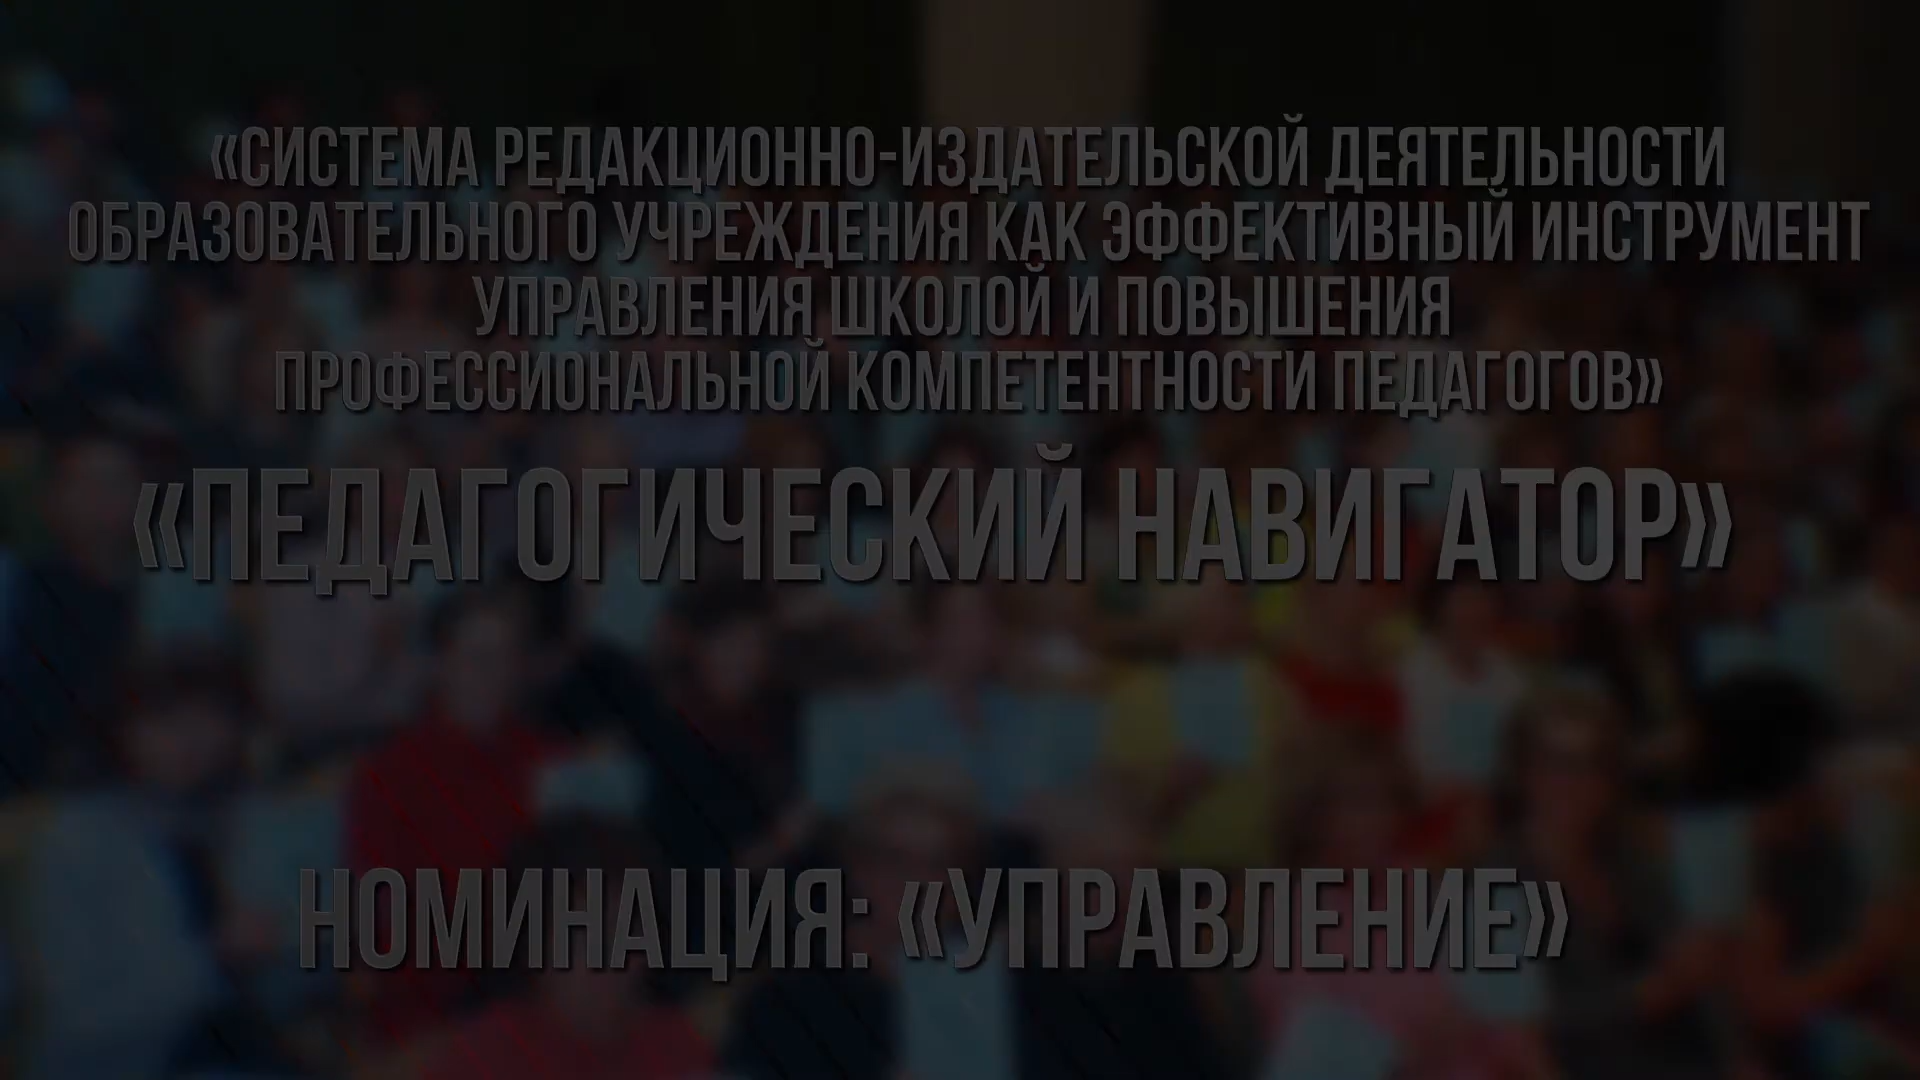 «СИСТЕМА РЕДАКЦИОННО-ИЗДАТЕЛЬСКОЙ ДЕЯТЕЛЬНОСТИ
ОБРАЗОВАТЕЛЬНОГО УЧРЕЖДЕНИЯ КАК ЭФФЕКТИВНЫЙ ИНСТРУМЕНТ
УПРАВЛЕНИЯ ШКОЛОЙ И ПОВЫШЕНИЯ
ПРОФЕССИОНАЛЬНОЙ КОМПЕТЕНТНОСТИ ПЕДАГОГОВ»
«ПЕДАГОГИЧЕСКИЙ НАВИГАТОР»
НОМИНАЦИЯ: «УПРАВЛЕНИЕ»